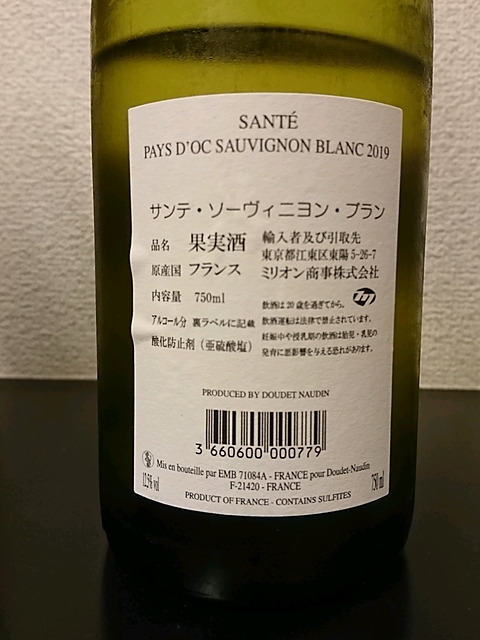 SANTÉ
PAYS D'OC SAUVIGNON BLANC 2019
サンテ・ソーヴィニヨン・ブラン
品名 果実酒
原産国 フランス
内容量 750ml
アルコール分 裏ラベルに記載
酸化防止剤（亜硫酸塩）
輸入者及び引取先
東京都江東区東陽5-26-7
ミリオン商事株式会社
飲酒は20歳を過ぎてから。
飲酒運転は法律で禁止されています。
妊娠中や授乳期の飲酒は胎児・乳児の
発育に悪影響を与える恐れがあります。
PRODUCED BY DOUDET NAUDIN
3 660600 000779
Mis en bouteille par EMB 71084A - FRANCE pour Doudet-Naudin
F-21420 - FRANCE
12.5% vol
750 ml
PRODUCT OF FRANCE - CONTAINS SULFITES